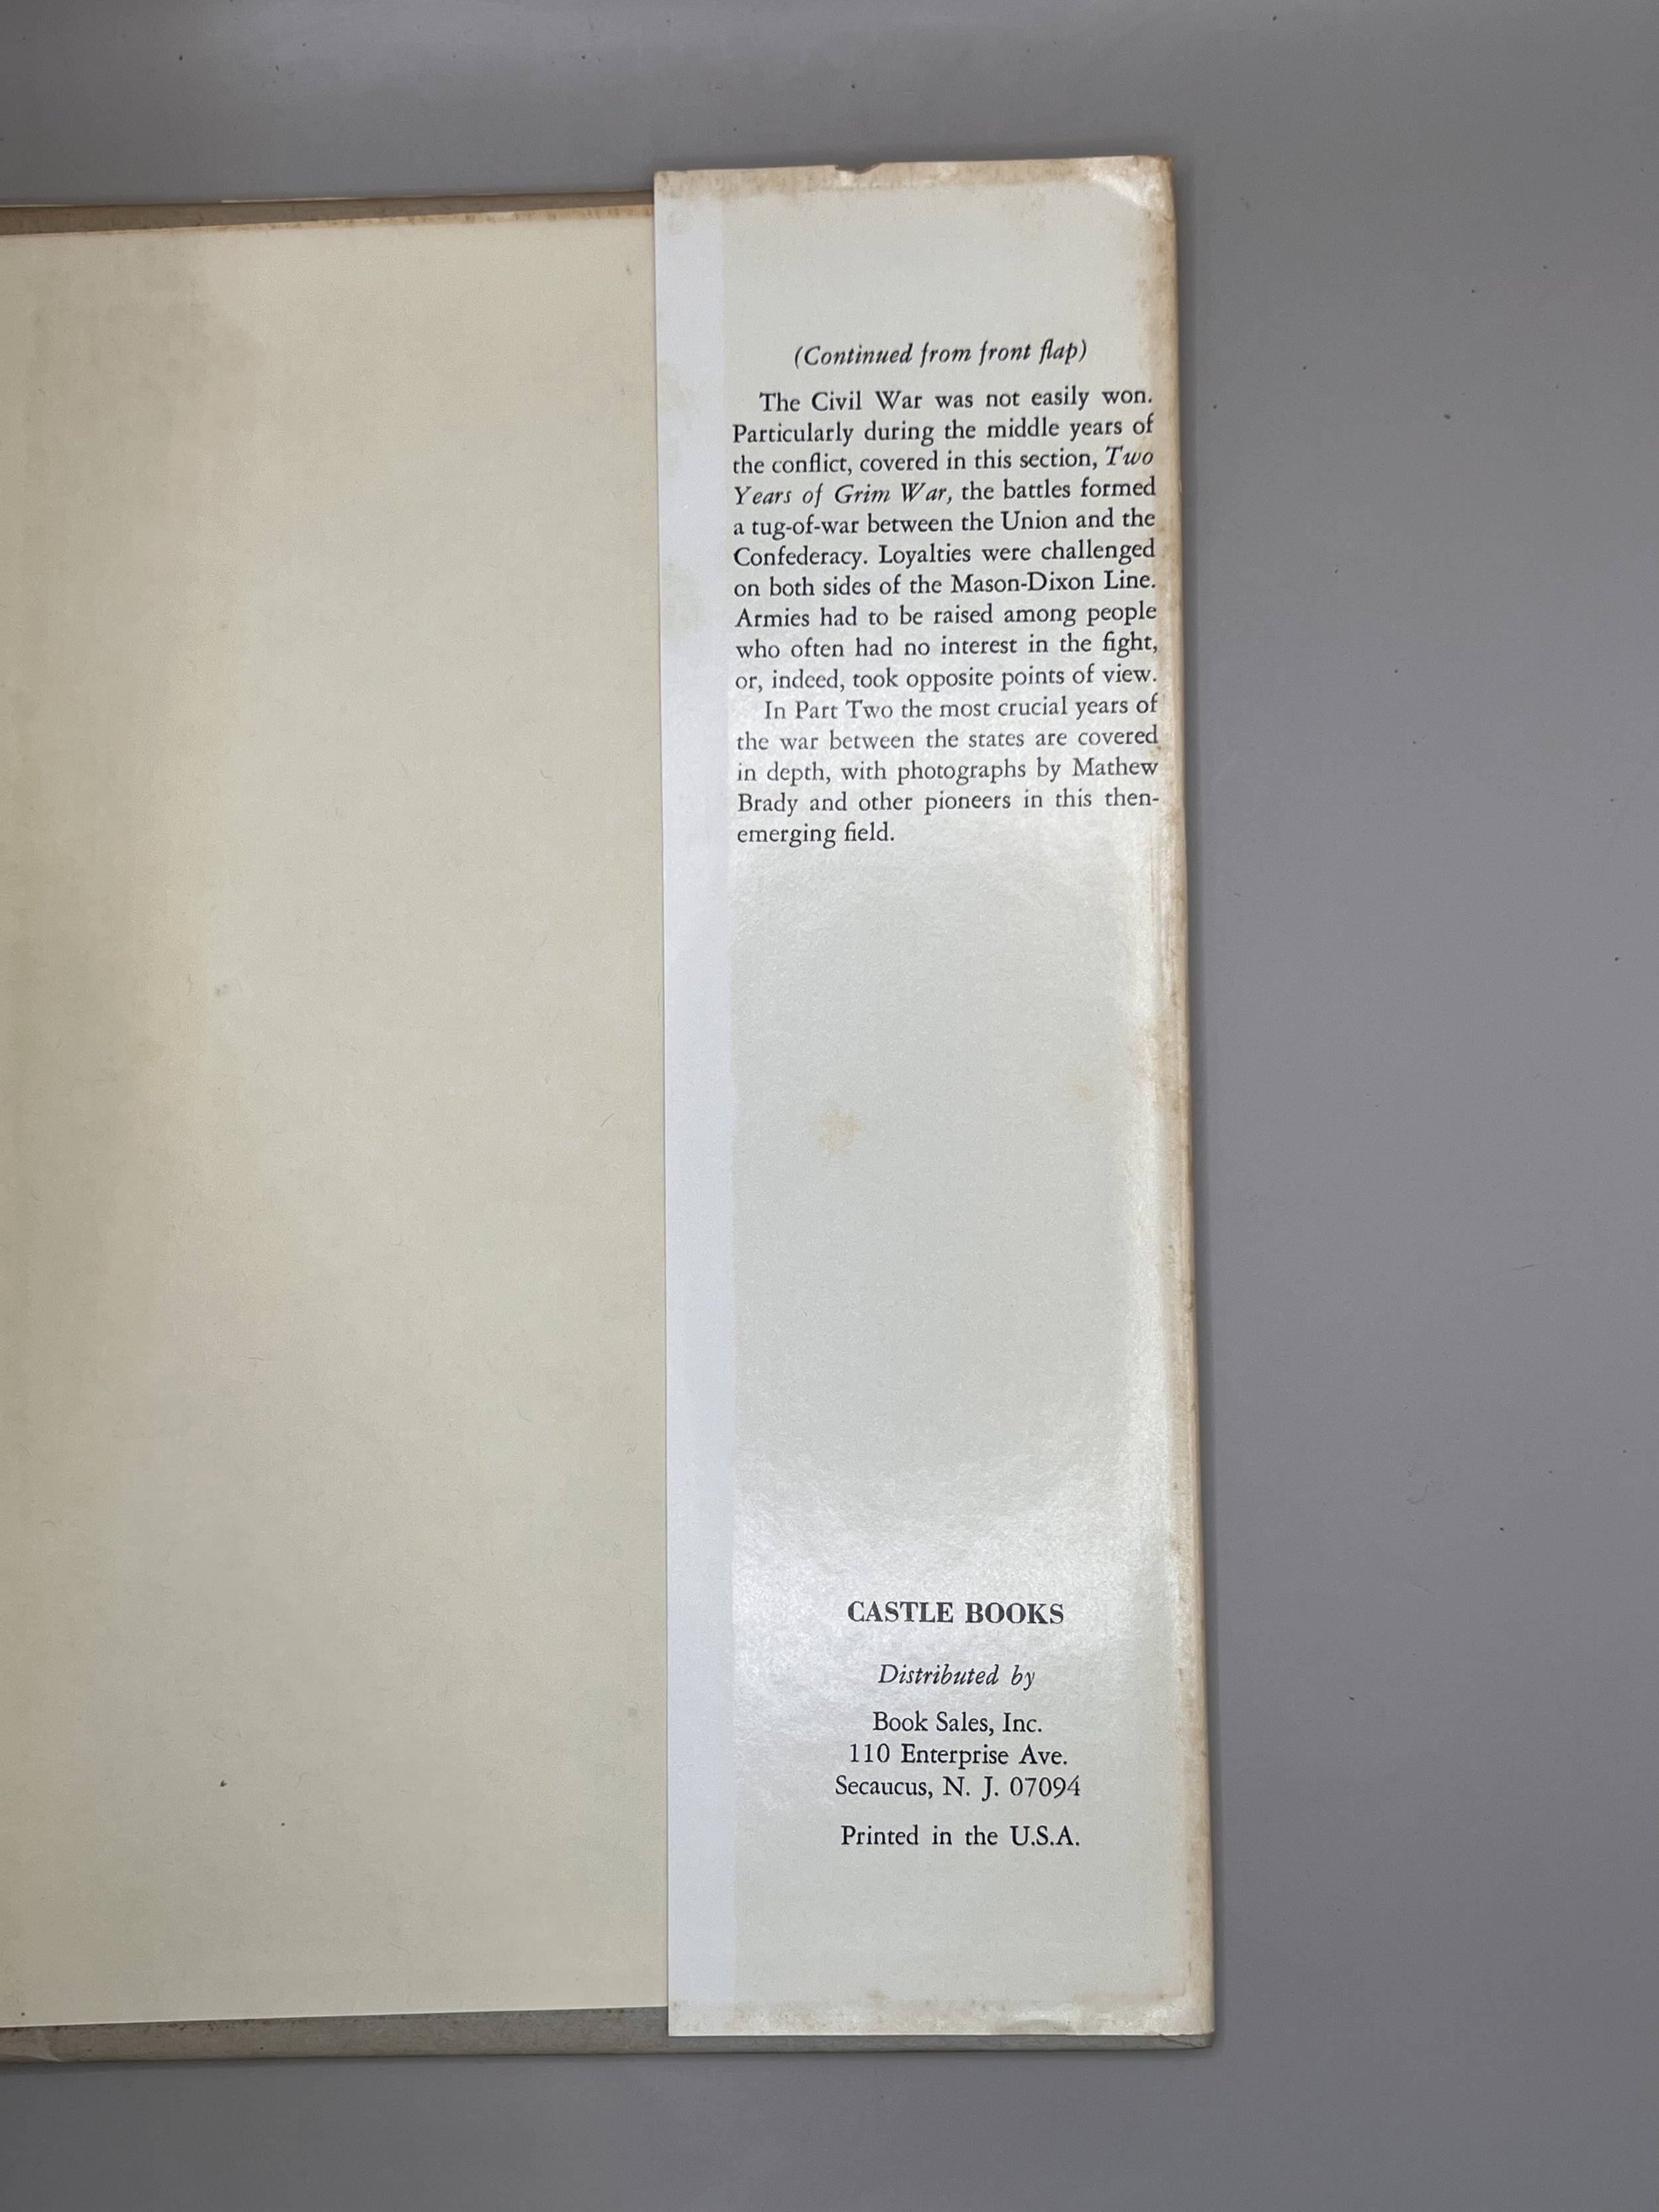 (Continued from front flap)
The Civil War was not easily won.
Particularly during the middle years of
the conflict, covered in this section, Two
Years of Grim War, the battles formed
a tug-of-war between the Union and the
Confederacy. Loyalties were challenged
on both sides of the Mason-Dixon Line.
Armies had to be raised among people
who often had no interest in the fight,
or, indeed, took opposite points of view.
In Part Two the most crucial years of
the war between the states are covered
in depth, with photographs by Mathew
Brady and other pioneers in this then-
emerging field.
CASTLE BOOKS
Distributed by
Book Sales, Inc.
110 Enterprise Ave.
Secaucus, N. J. 07094
Printed in the U.S.A.